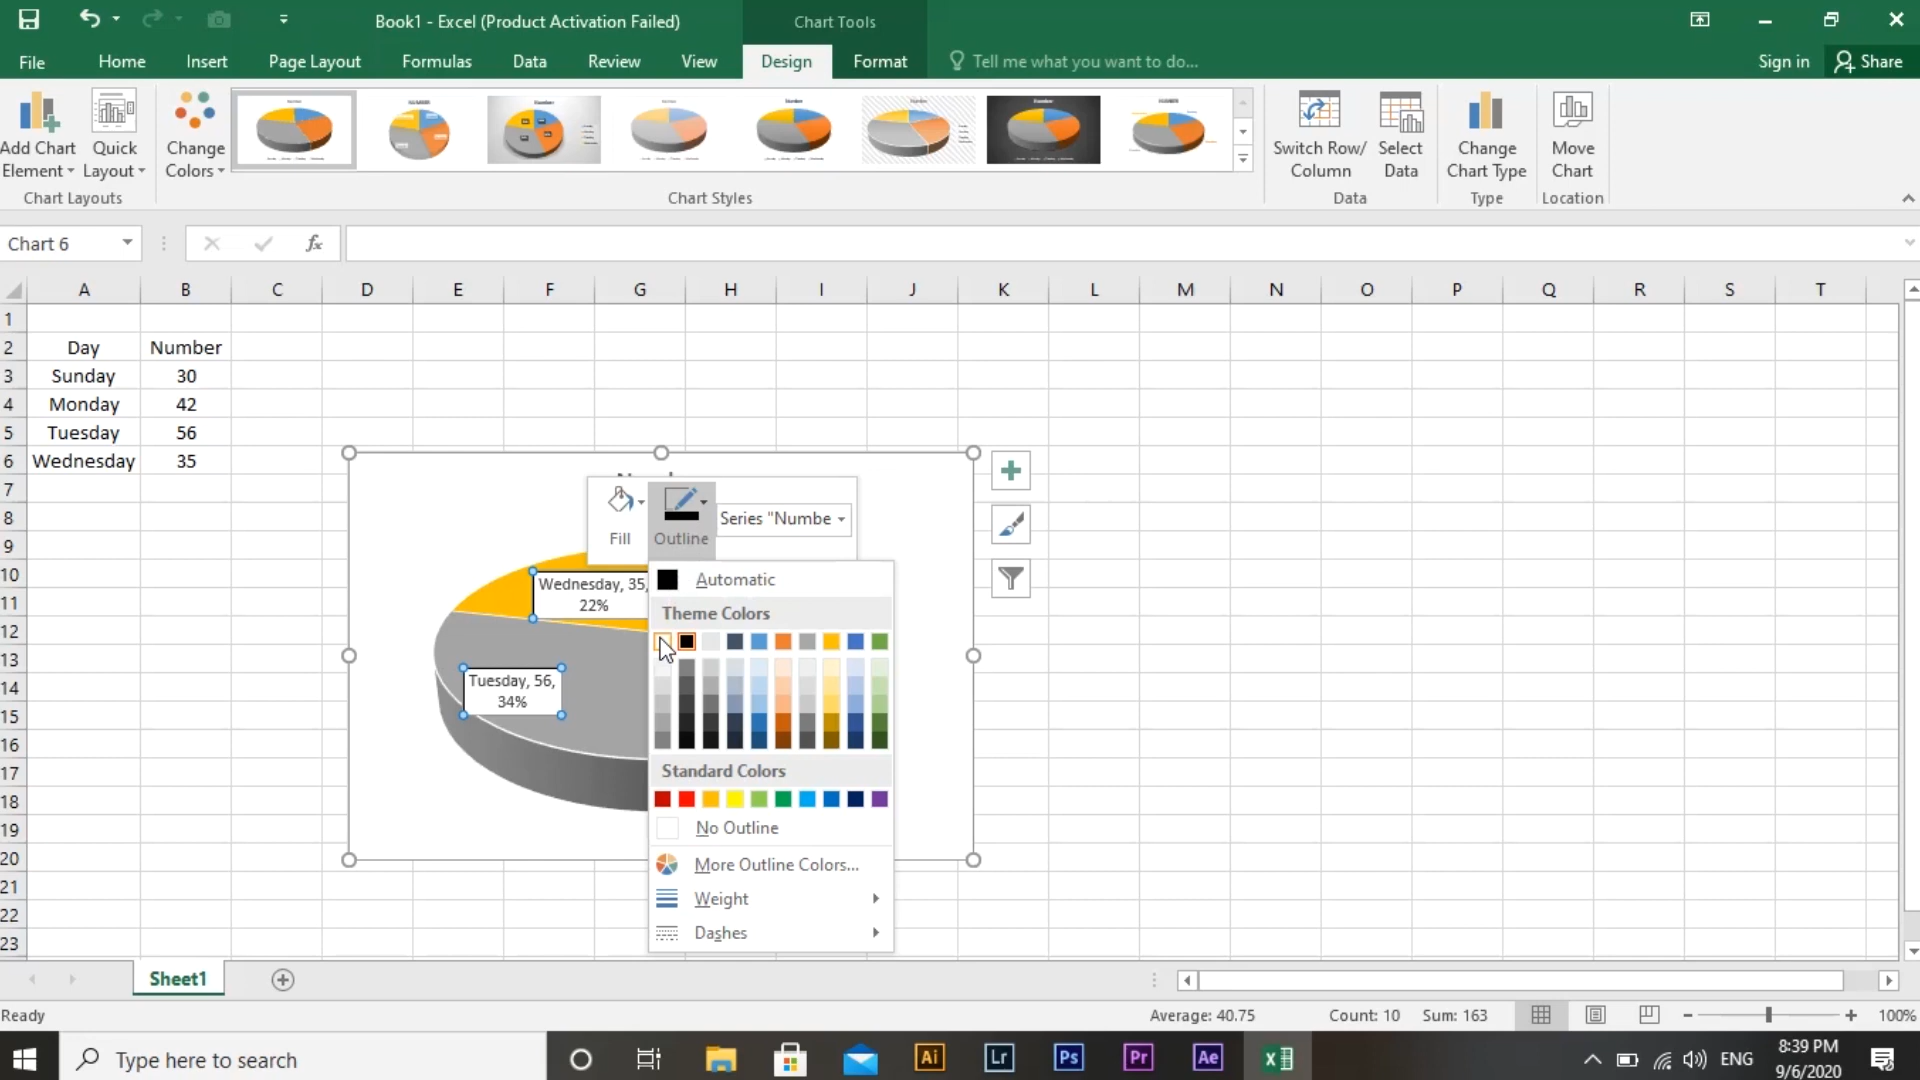 Book1 - Excel (Product Activation Failed)
Chart Tools
File Home Insert Page Layout Formulas Data Review View Design Format Tell me what you want to do... Sign in Share
Add Chart Element
Quick Layout
Change Colors
Switch Row/ Column
Select Data
Change Chart Type
Move Chart
Chart Layouts
Chart Styles
Data
Type
Location
Chart 6
fx
A B C D E F G H I J K L M N O P Q R S T
1
2 Day Number
3 Sunday 30
4 Monday 42
5 Tuesday 56
6 Wednesday 35
7
8
9
10
11
12
13
14
15
16
17
18
19
20
21
22
23
Fill
Outline
Series "Numbe
Wednesday, 35,
22%
Tuesday, 56,
34%
Automatic
Theme Colors
Standard Colors
No Outline
More Outline Colors...
Weight
Dashes
Sheet1
Ready
Average: 40.75 Count: 10 Sum: 163
100%
Type here to search
Ai Lr Ps Pr Ae
ENG
8:39 PM
9/6/2020